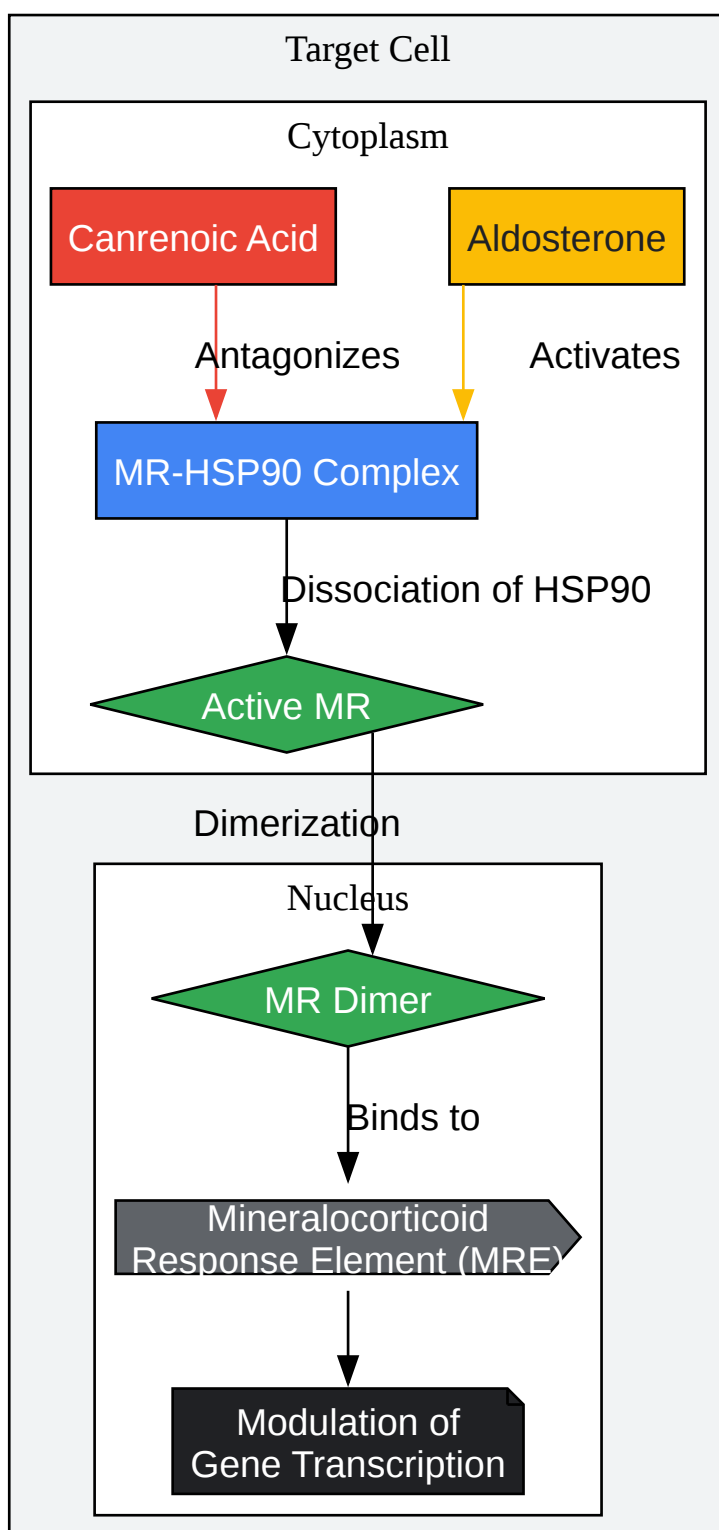 Target Cell
Cytoplasm
Canrenoic Acid
Aldosterone
Antagonizes
Activates
MR-HSP90 Complex
Dissociation of HSP90
Active MR
Dimerization
Nucleus
MR Dimer
Binds to
Mineralocorticoid
Response Element (MRE)
Modulation of
Gene Transcription